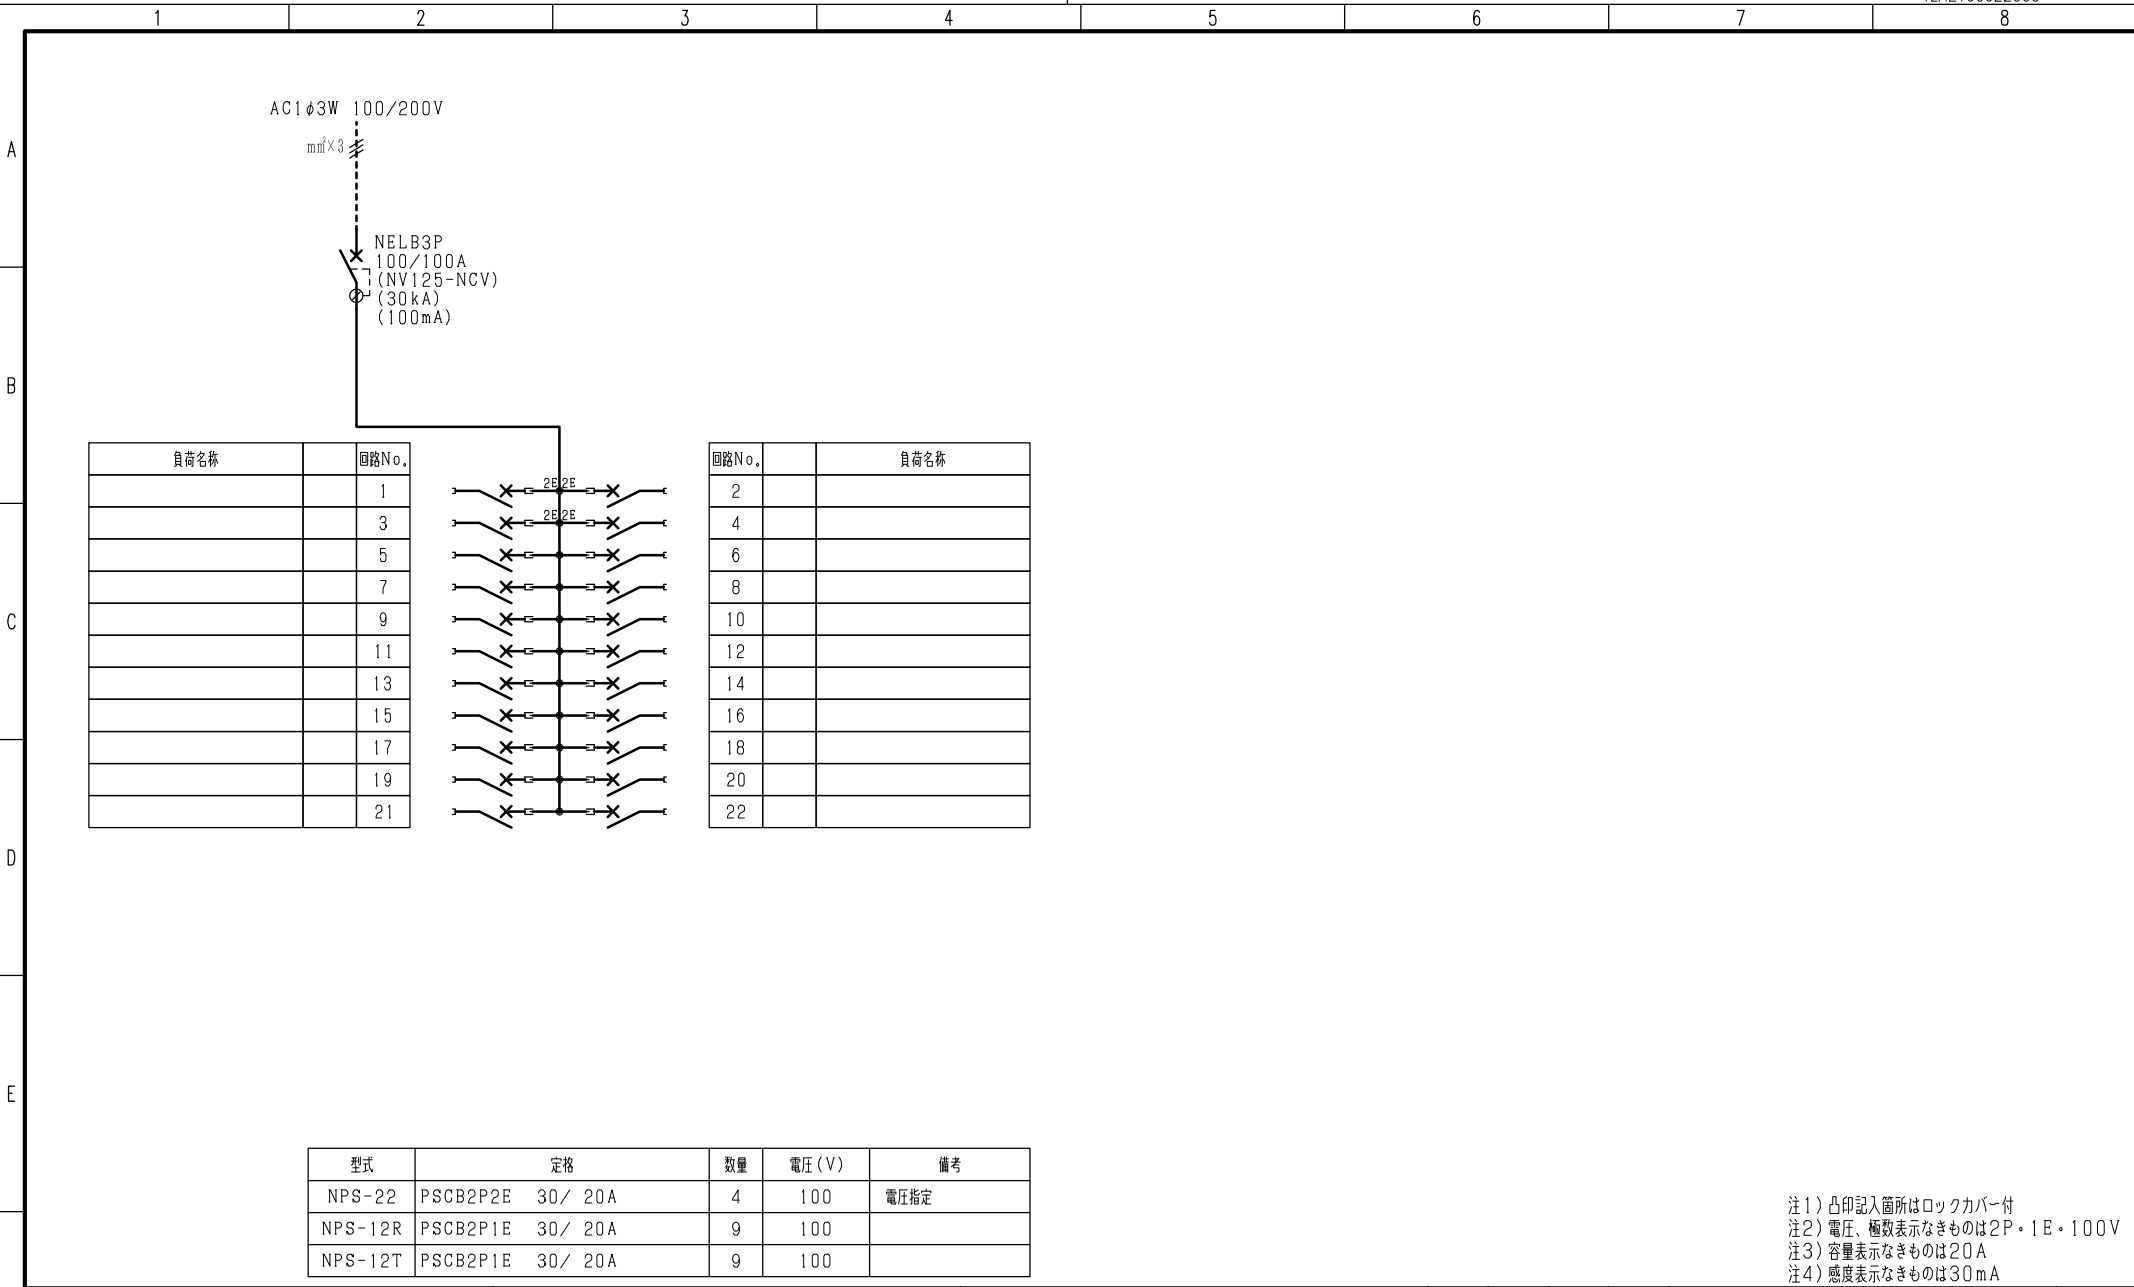 1 2 3 4 5 6 7 8
A
B
C
D
E
AC1φ3W 100/200V
mm²×3
NELB3P
100/100A
(NV125-NCV)
(30kA)
(100mA)
負荷名称 回路No. 回路No. 負荷名称
1 2E 2E 2
3 2E 2E 4
5 6
7 8
9 10
11 12
13 14
15 16
17 18
19 20
21 22
型式 定格 数量 電圧(V) 備考
NPS-22 PSCB2P2E 30/ 20A 4 100 電圧指定
NPS-12R PSCB2P1E 30/ 20A 9 100
NPS-12T PSCB2P1E 30/ 20A 9 100
注1)凸印記入箇所はロックカバー付
注2)電圧、極数表示なきものは2P・1E・100V
注3)容量表示なきものは20A
注4)感度表示なきものは30mA